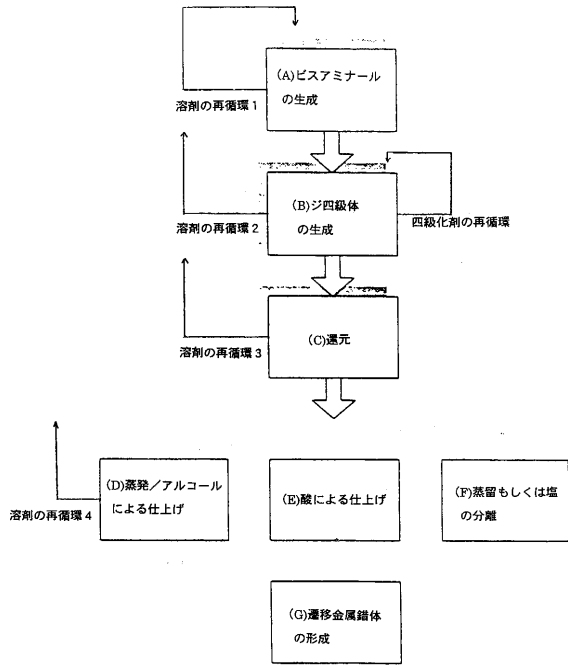 (A)ビスアミナール
の生成
溶剤の再循環1
(B)ジ四級体
の生成
溶剤の再循環2
四級化剤の再循環
(C)還元
溶剤の再循環3
(D)蒸発／アルコール
による仕上げ
(E)酸による仕上げ
(F)蒸留もしくは塩
の分離
溶剤の再循環4
(G)遷移金属錯体
の形成